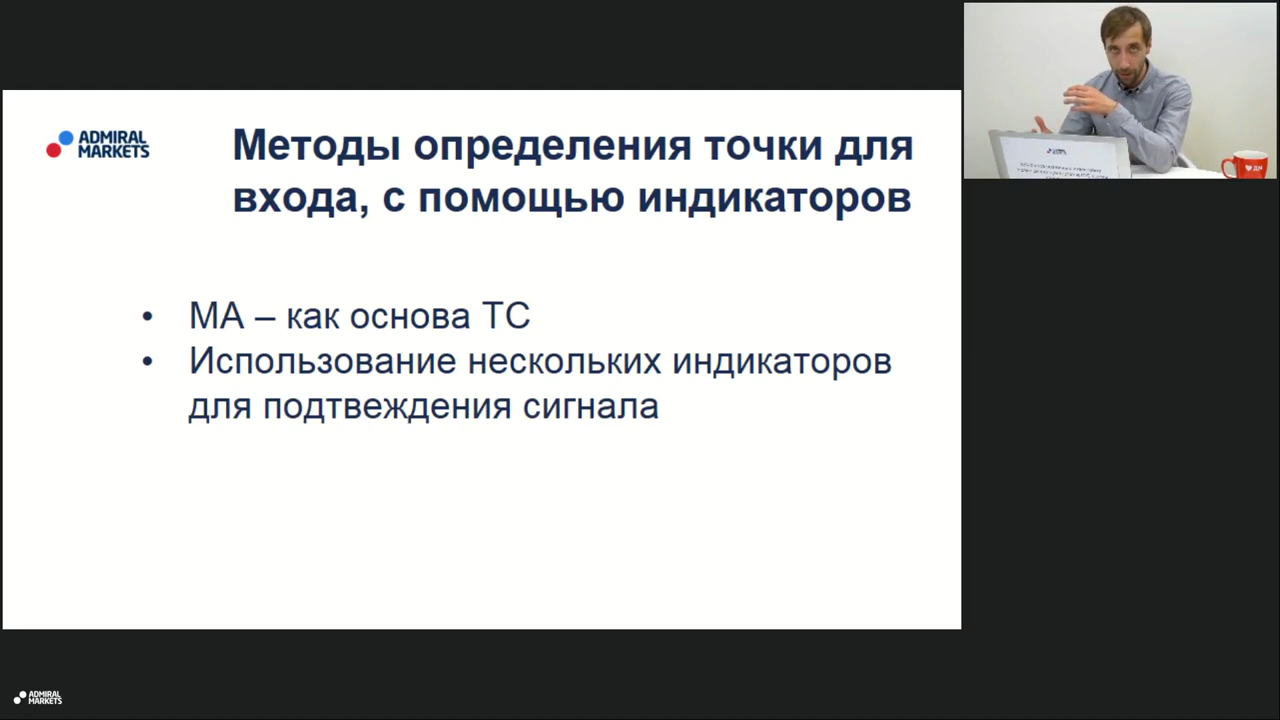 ADMIRAL
MARKETS
Методы определения точки для
входа, с помощью индикаторов
• МА – как основа ТС
• Использование нескольких индикаторов
для подтвеждения сигнала
ADMIRAL
MARKETS